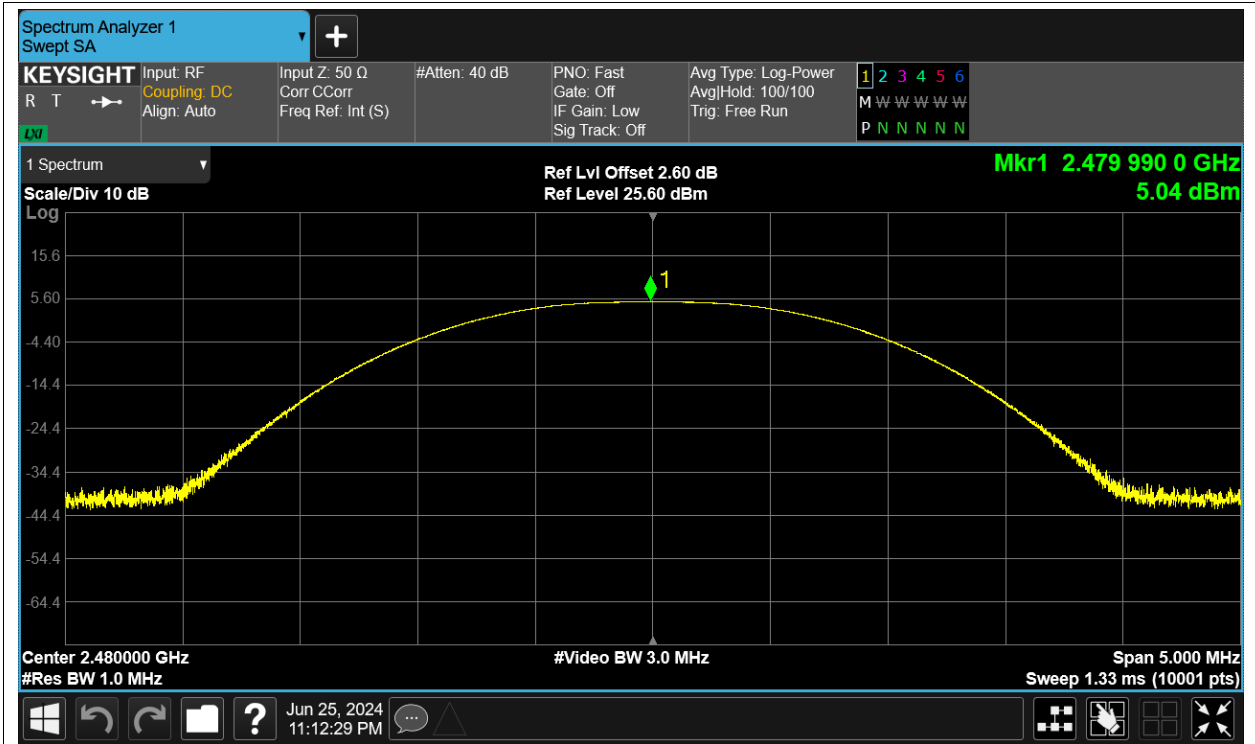 Spectrum Analyzer 1
Swept SA
KEYSIGHT
R T
LXI
Input: RF
Coupling: DC
Align: Auto
Input Z: 50 Ω
Corr CCorr
Freq Ref: Int (S)
#Atten: 40 dB
PNO: Fast
Gate: Off
IF Gain: Low
Sig Track: Off
Avg Type: Log-Power
Avg|Hold: 100/100
Trig: Free Run
1 2 3 4 5 6
M W W W W W
P N N N N N
1 Spectrum
Scale/Div 10 dB
Log
Ref Lvl Offset 2.60 dB
Ref Level 25.60 dBm
Mkr1 2.479 990 0 GHz
5.04 dBm
1
15.6
5.60
-4.40
-14.4
-24.4
-34.4
-44.4
-54.4
-64.4
Center 2.480000 GHz
#Res BW 1.0 MHz
#Video BW 3.0 MHz
Span 5.000 MHz
Sweep 1.33 ms (10001 pts)
?
Jun 25, 2024
11:12:29 PM